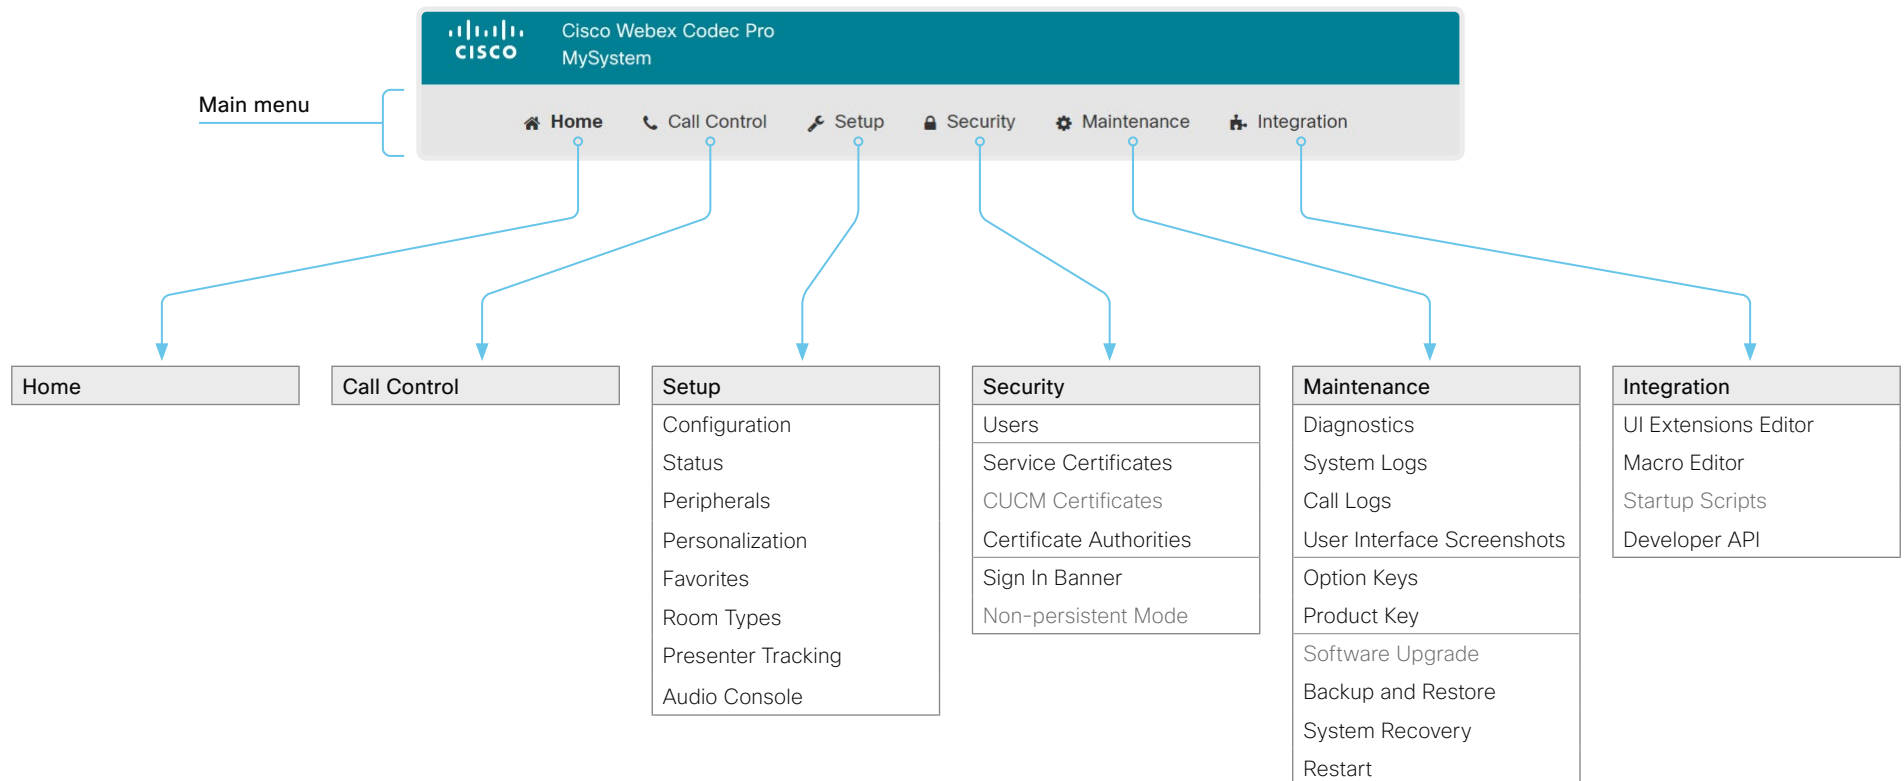 CISCO
Cisco Webex Codec Pro
MySystem
Main menu
Home
Call Control
Setup
Security
Maintenance
Integration
Home
Call Control
Setup
Configuration
Status
Peripherals
Personalization
Favorites
Room Types
Presenter Tracking
Audio Console
Security
Users
Service Certificates
CUCM Certificates
Certificate Authorities
Sign In Banner
Non-persistent Mode
Maintenance
Diagnostics
System Logs
Call Logs
User Interface Screenshots
Option Keys
Product Key
Software Upgrade
Backup and Restore
System Recovery
Restart
Integration
UI Extensions Editor
Macro Editor
Startup Scripts
Developer API